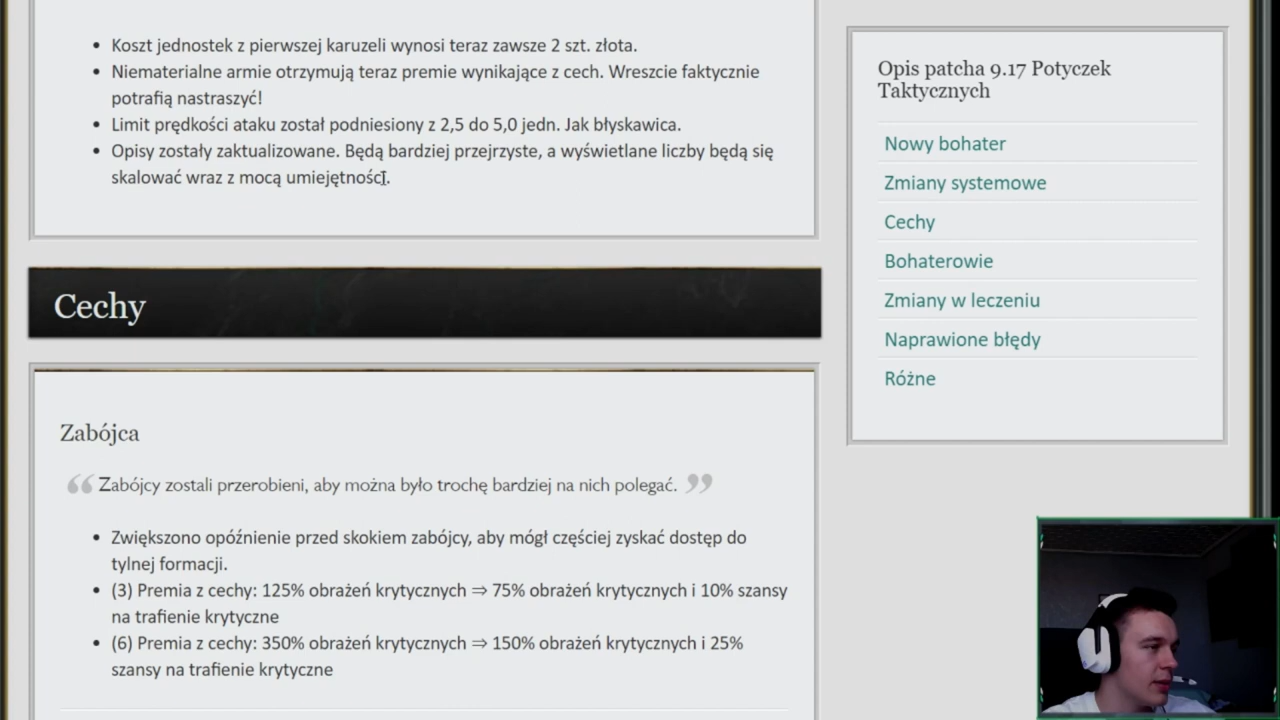 Koszt jednostek z pierwszej karuzeli wynosi teraz zawsze 2 szt. złota.
Niematerialne armie otrzymują teraz premie wynikające z cech. Wreszcie faktycznie
potrafią nastraszyć!
Limit prędkości ataku został podniesiony z 2,5 do 5,0 jedn. Jak błyskawica.
Opisy zostały zaktualizowane. Będą bardziej przejrzyste, a wyświetlane liczby będą się
skalować wraz z mocą umiejętności.
Cechy
Zabójca
“ Zabójcy zostali przerobieni, aby można było trochę bardziej na nich polegać. ”
Zwiększono opóźnienie przed skokiem zabójcy, aby mógł częściej zyskać dostęp do
tylnej formacji.
(3) Premia z cechy: 125% obrażeń krytycznych ⇒ 75% obrażeń krytycznych i 10% szansy
na trafienie krytyczne
(6) Premia z cechy: 350% obrażeń krytycznych ⇒ 150% obrażeń krytycznych i 25%
szansy na trafienie krytyczne
Opis patcha 9.17 Potyczek
Taktycznych
Nowy bohater
Zmiany systemowe
Cechy
Bohaterowie
Zmiany w leczeniu
Naprawione błędy
Różne